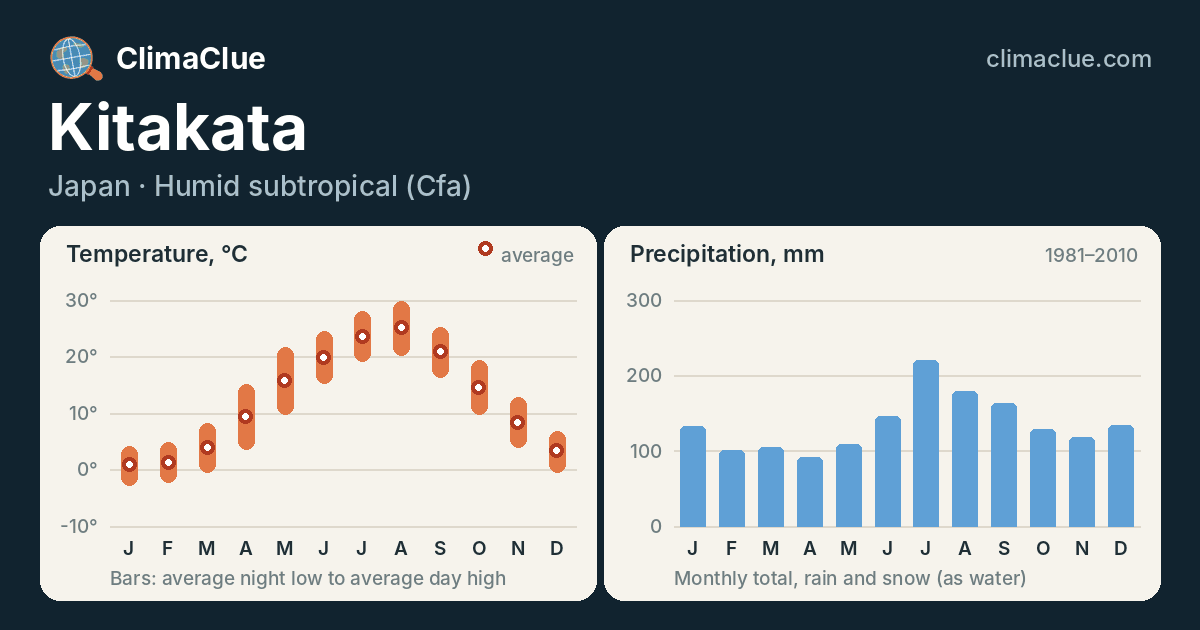 ClimaClue
climaclue.com
Kitakata
Japan · Humid subtropical (Cfa)
Temperature, °C
average
30°
20°
10°
0°
-10°
J F M A M J J A S O N D
Bars: average night low to average day high
Precipitation, mm
1981–2010
300
200
100
0
J F M A M J J A S O N D
Monthly total, rain and snow (as water)